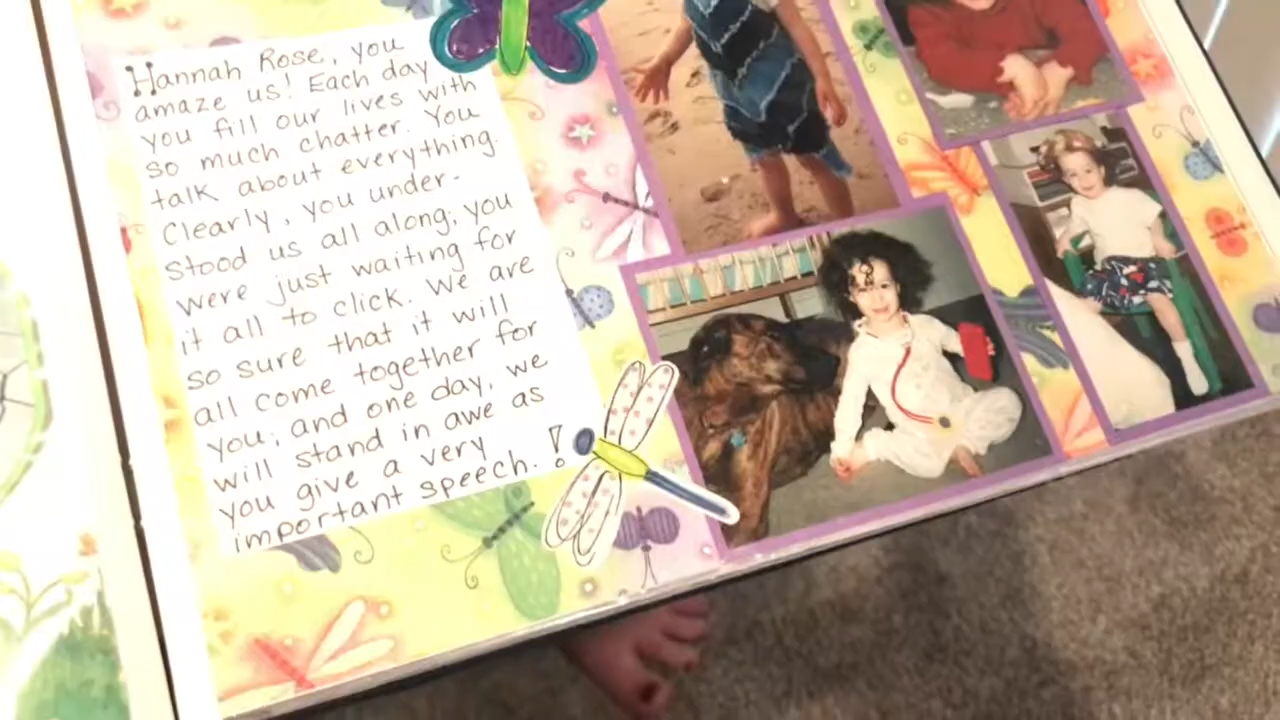 Hannah Rose, you
amaze us! Each day
you fill our lives with
so much chatter. You
talk about everything.
Clearly, you under-
stood us all along; you
were just waiting for
it all to click. We are
so sure that it will
all come together for
you; and one day, we
will stand in awe as
you give a very
important speech.!